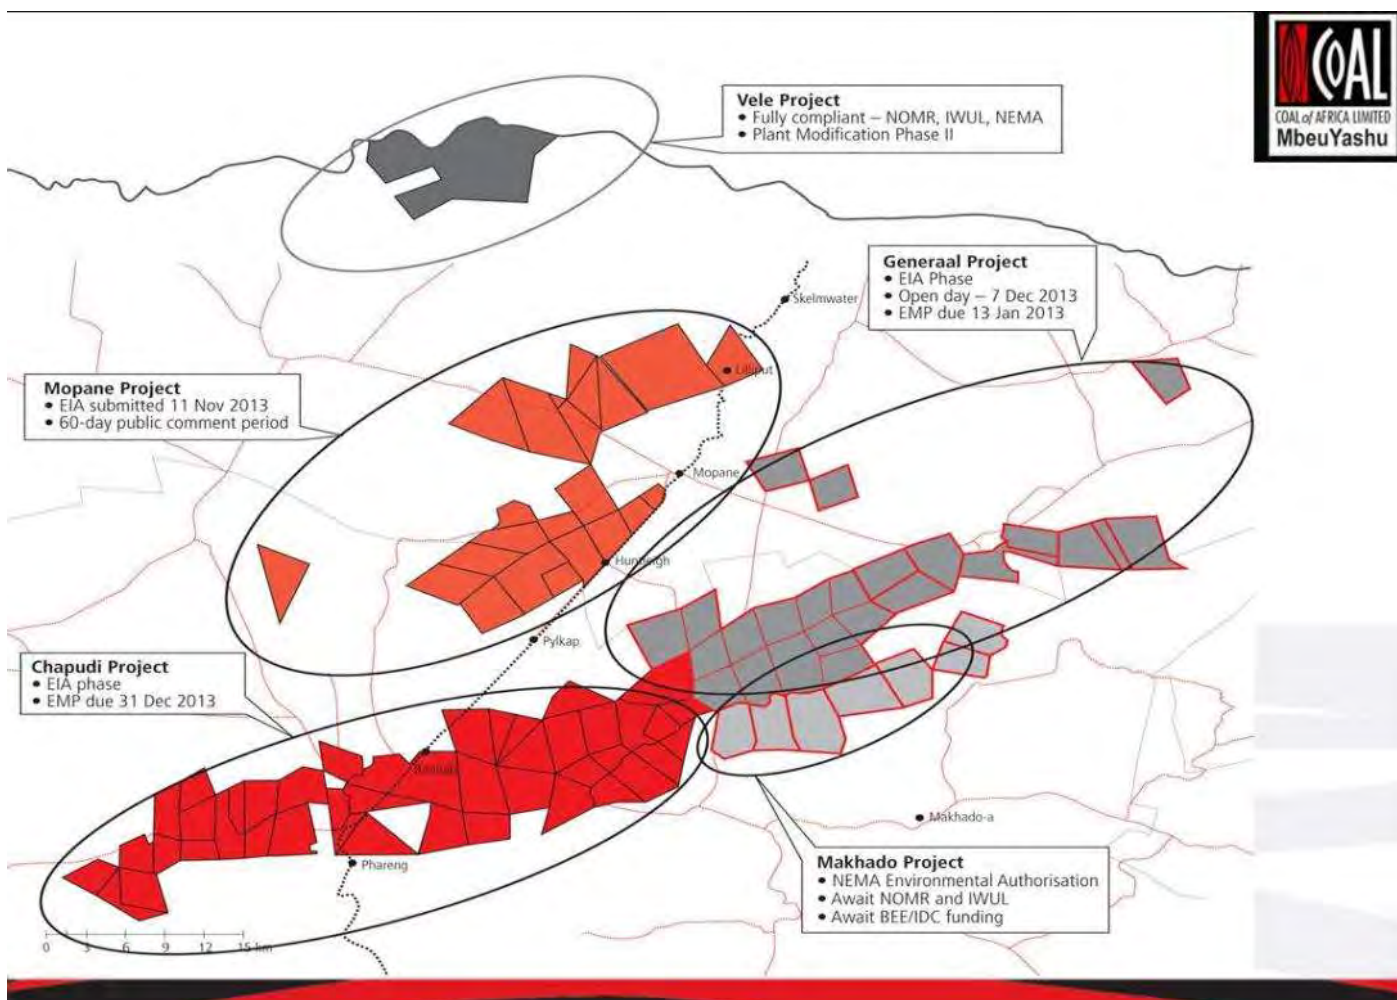 COAL
COAL of AFRICA LIMITED
MbeuYashu
Vele Project
• Fully compliant – NOMR, IWUL, NEMA
• Plant Modification Phase II
Generaal Project
• EIA Phase
• Open day – 7 Dec 2013
• EMP due 13 Jan 2013
Skelmwater
Mopane Project
• EIA submitted 11 Nov 2013
• 60-day public comment period
Lilliput
Mopane
Huntleigh
Pylkap
Chapudi Project
• EIA phase
• EMP due 31 Dec 2013
Makhado-a
Phareng
Makhado Project
• NEMA Environmental Authorisation
• Await NOMR and IWUL
• Await BEE/IDC funding
0 3 6 9 12 15 km